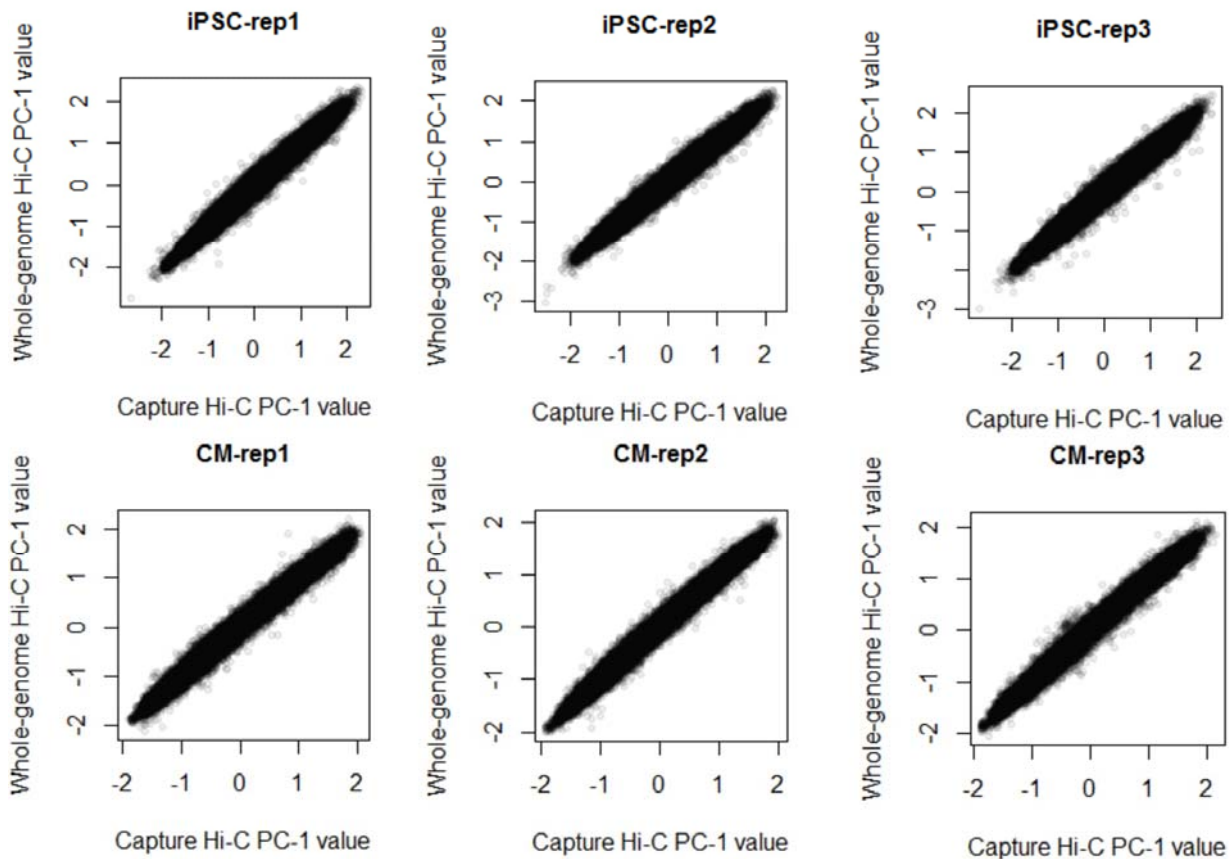 iPSC-rep1
Whole-genome Hi-C PC-1 value
2
1
0
-1
-2
-2 -1 0 1 2
Capture Hi-C PC-1 value
iPSC-rep2
Whole-genome Hi-C PC-1 value
2
1
0
-1
-2
-3
-2 -1 0 1 2
Capture Hi-C PC-1 value
iPSC-rep3
Whole-genome Hi-C PC-1 value
2
1
0
-1
-3
-2 -1 0 1 2
Capture Hi-C PC-1 value
CM-rep1
Whole-genome Hi-C PC-1 value
2
1
0
-1
-2
-2 -1 0 1 2
Capture Hi-C PC-1 value
CM-rep2
Whole-genome Hi-C PC-1 value
2
1
0
-1
-2
-2 -1 0 1 2
Capture Hi-C PC-1 value
CM-rep3
Whole-genome Hi-C PC-1 value
2
1
0
-1
-2
-2 -1 0 1 2
Capture Hi-C PC-1 value